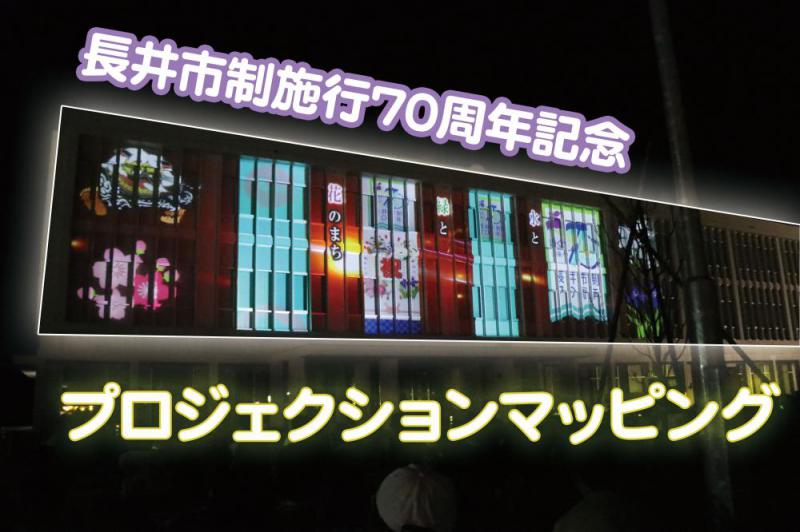 長井市制施行70周年記念
水と
緑と
花のまち
祝
プロジェクションマッピング